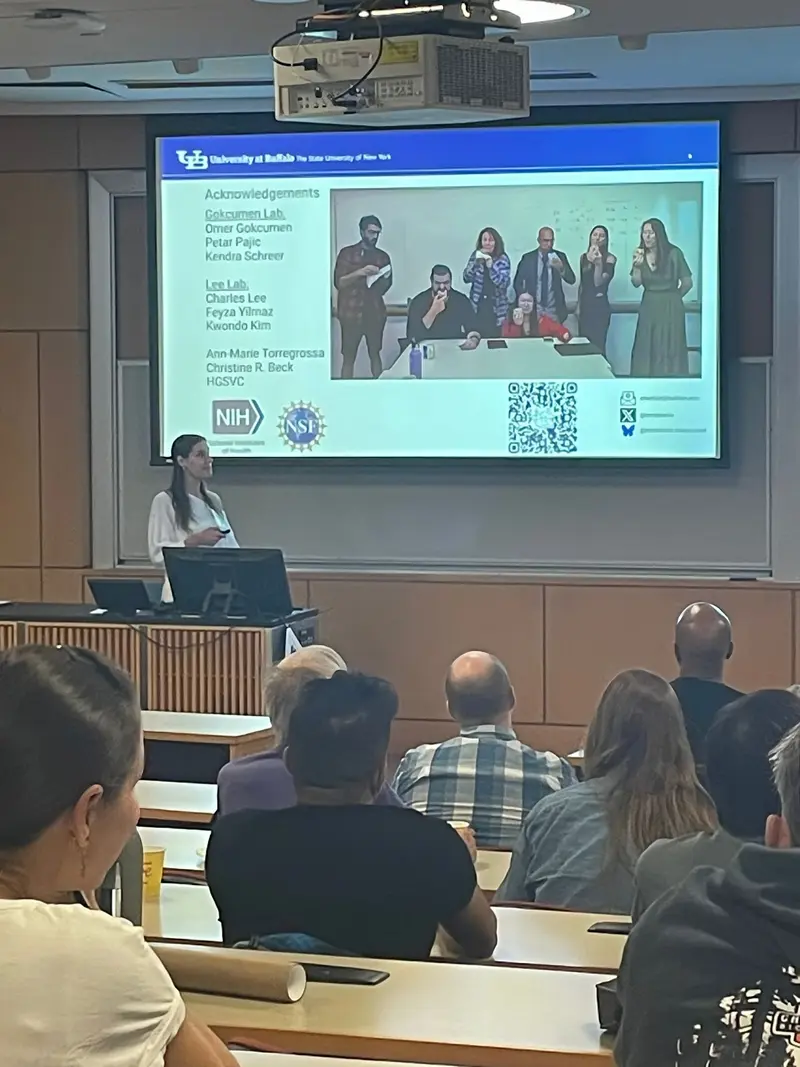 UB University at Buffalo The State University of New York
Acknowledgements
Gokcumen Lab:
Omer Gokcumen
Petar Pajic
Kendra Schreer
Lee Lab:
Charles Lee
Feyza Yilmaz
Kwondo Kim
Ann-Marie Torregrossa
Christine R. Beck
HGSVC
NIH
NSF